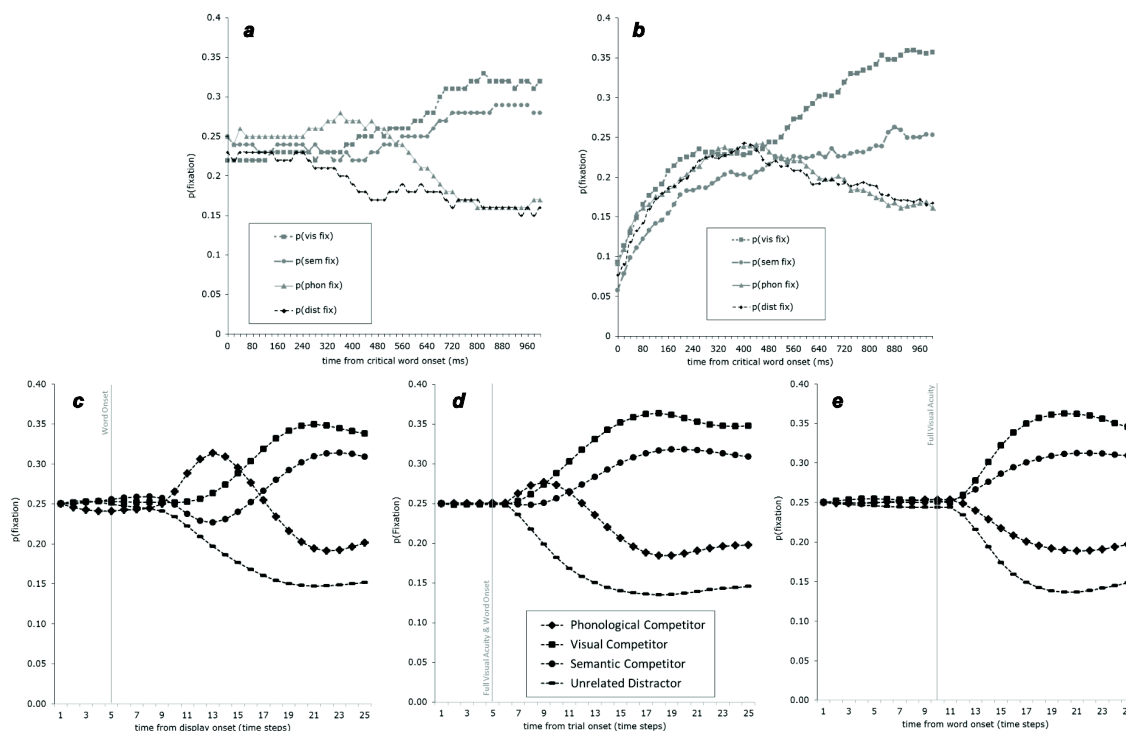 a
0.4
0.35
0.3
0.25
0.2
0.15
0.1
0.05
0
p(fixation)
p(vis fix)
p(sem fix)
p(phon fix)
p(dist fix)
0 80 160 240 320 400 480 560 640 720 800 880 960
time from critical word onset (ms)
b
0.4
0.35
0.3
0.25
0.2
0.15
0.1
0.05
0
p(fixation)
p(vis fix)
p(sem fix)
p(phon fix)
p(dist fix)
0 80 160 240 320 400 480 560 640 720 800 880 960
time from critical word onset (ms)
c
0.40
0.35
0.30
0.25
0.20
0.15
0.10
0.05
0.00
p(fixation)
Word Onset
1 3 5 7 9 11 13 15 17 19 21 23 25
time from display onset (time steps)
d
0.40
0.35
0.30
0.25
0.20
0.15
0.10
0.05
0.00
p(Fixation)
Full Visual Acuity & Word Onset
Phonological Competitor
Visual Competitor
Semantic Competitor
Unrelated Distractor
1 3 5 7 9 11 13 15 17 19 21 23 25
time from trial onset (time steps)
e
0.40
0.35
0.30
0.25
0.20
0.15
0.10
0.05
0.00
p(fixation)
Full Visual Acuity
1 3 5 7 9 11 13 15 17 19 21 23
time from word onset (time steps)